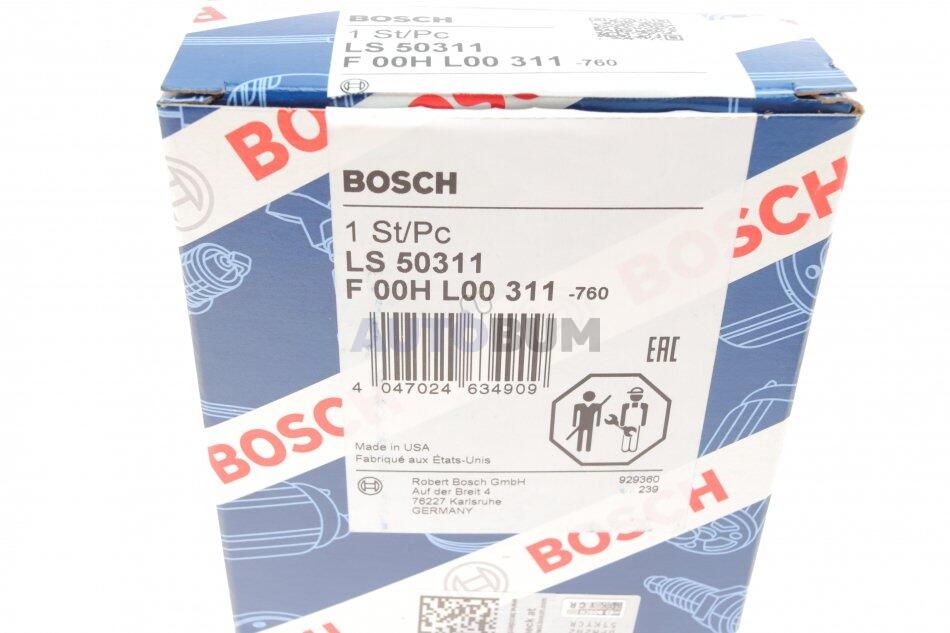 BOSCH
1 St/Pc
LS 50311
F 00H L00 311 -760
BOSCH
BOSCH
1 St/Pc
LS 50311
F 00H L00 311 -760
BOSCH
AUTOBUM
EAC
4 047024 634909
BOSCH
Made in USA
Fabriqué aux États-Unis
Robert Bosch GmbH
Auf der Breit 4
76227 Karlsruhe
GERMANY
929360
239
BOSCH